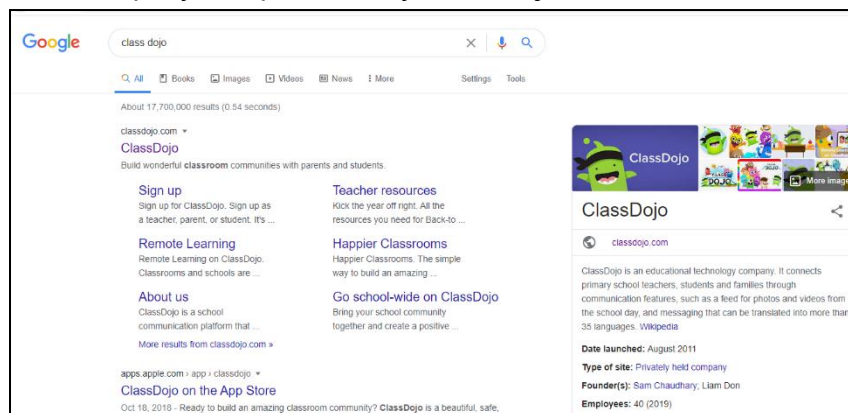 Google
class dojo
All Books Images Videos News More Settings Tools
About 17,700,000 results (0.54 seconds)
classdojo.com
ClassDojo
Build wonderful classroom communities with parents and students.
Sign up
Sign up for ClassDojo. Sign up as
a teacher, parent, or student. It's ...
Teacher resources
Kick the year off right. All the
resources you need for Back-to ...
Remote Learning
Remote Learning on ClassDojo.
Classrooms and schools are ...
Happier Classrooms
Happier Classrooms. The simple
way to build an amazing ...
About us
ClassDojo is a school
communication platform that ...
Go school-wide on ClassDojo
Bring your school community
together and create a positive ...
More results from classdojo.com »
apps.apple.com › app › classdojo
ClassDojo on the App Store
Oct 18, 2018 - Ready to build an amazing classroom community? ClassDojo is a beautiful, safe,
ClassDojo
DOJO
More image
ClassDojo
classdojo.com
ClassDojo is an educational technology company. It connects
primary school teachers, students and families through
communication features, such as a feed for photos and videos from
the school day, and messaging that can be translated into more than
35 languages. Wikipedia
Date launched: August 2011
Type of site: Privately held company
Founder(s): Sam Chaudhary; Liam Don
Employees: 40 (2019)